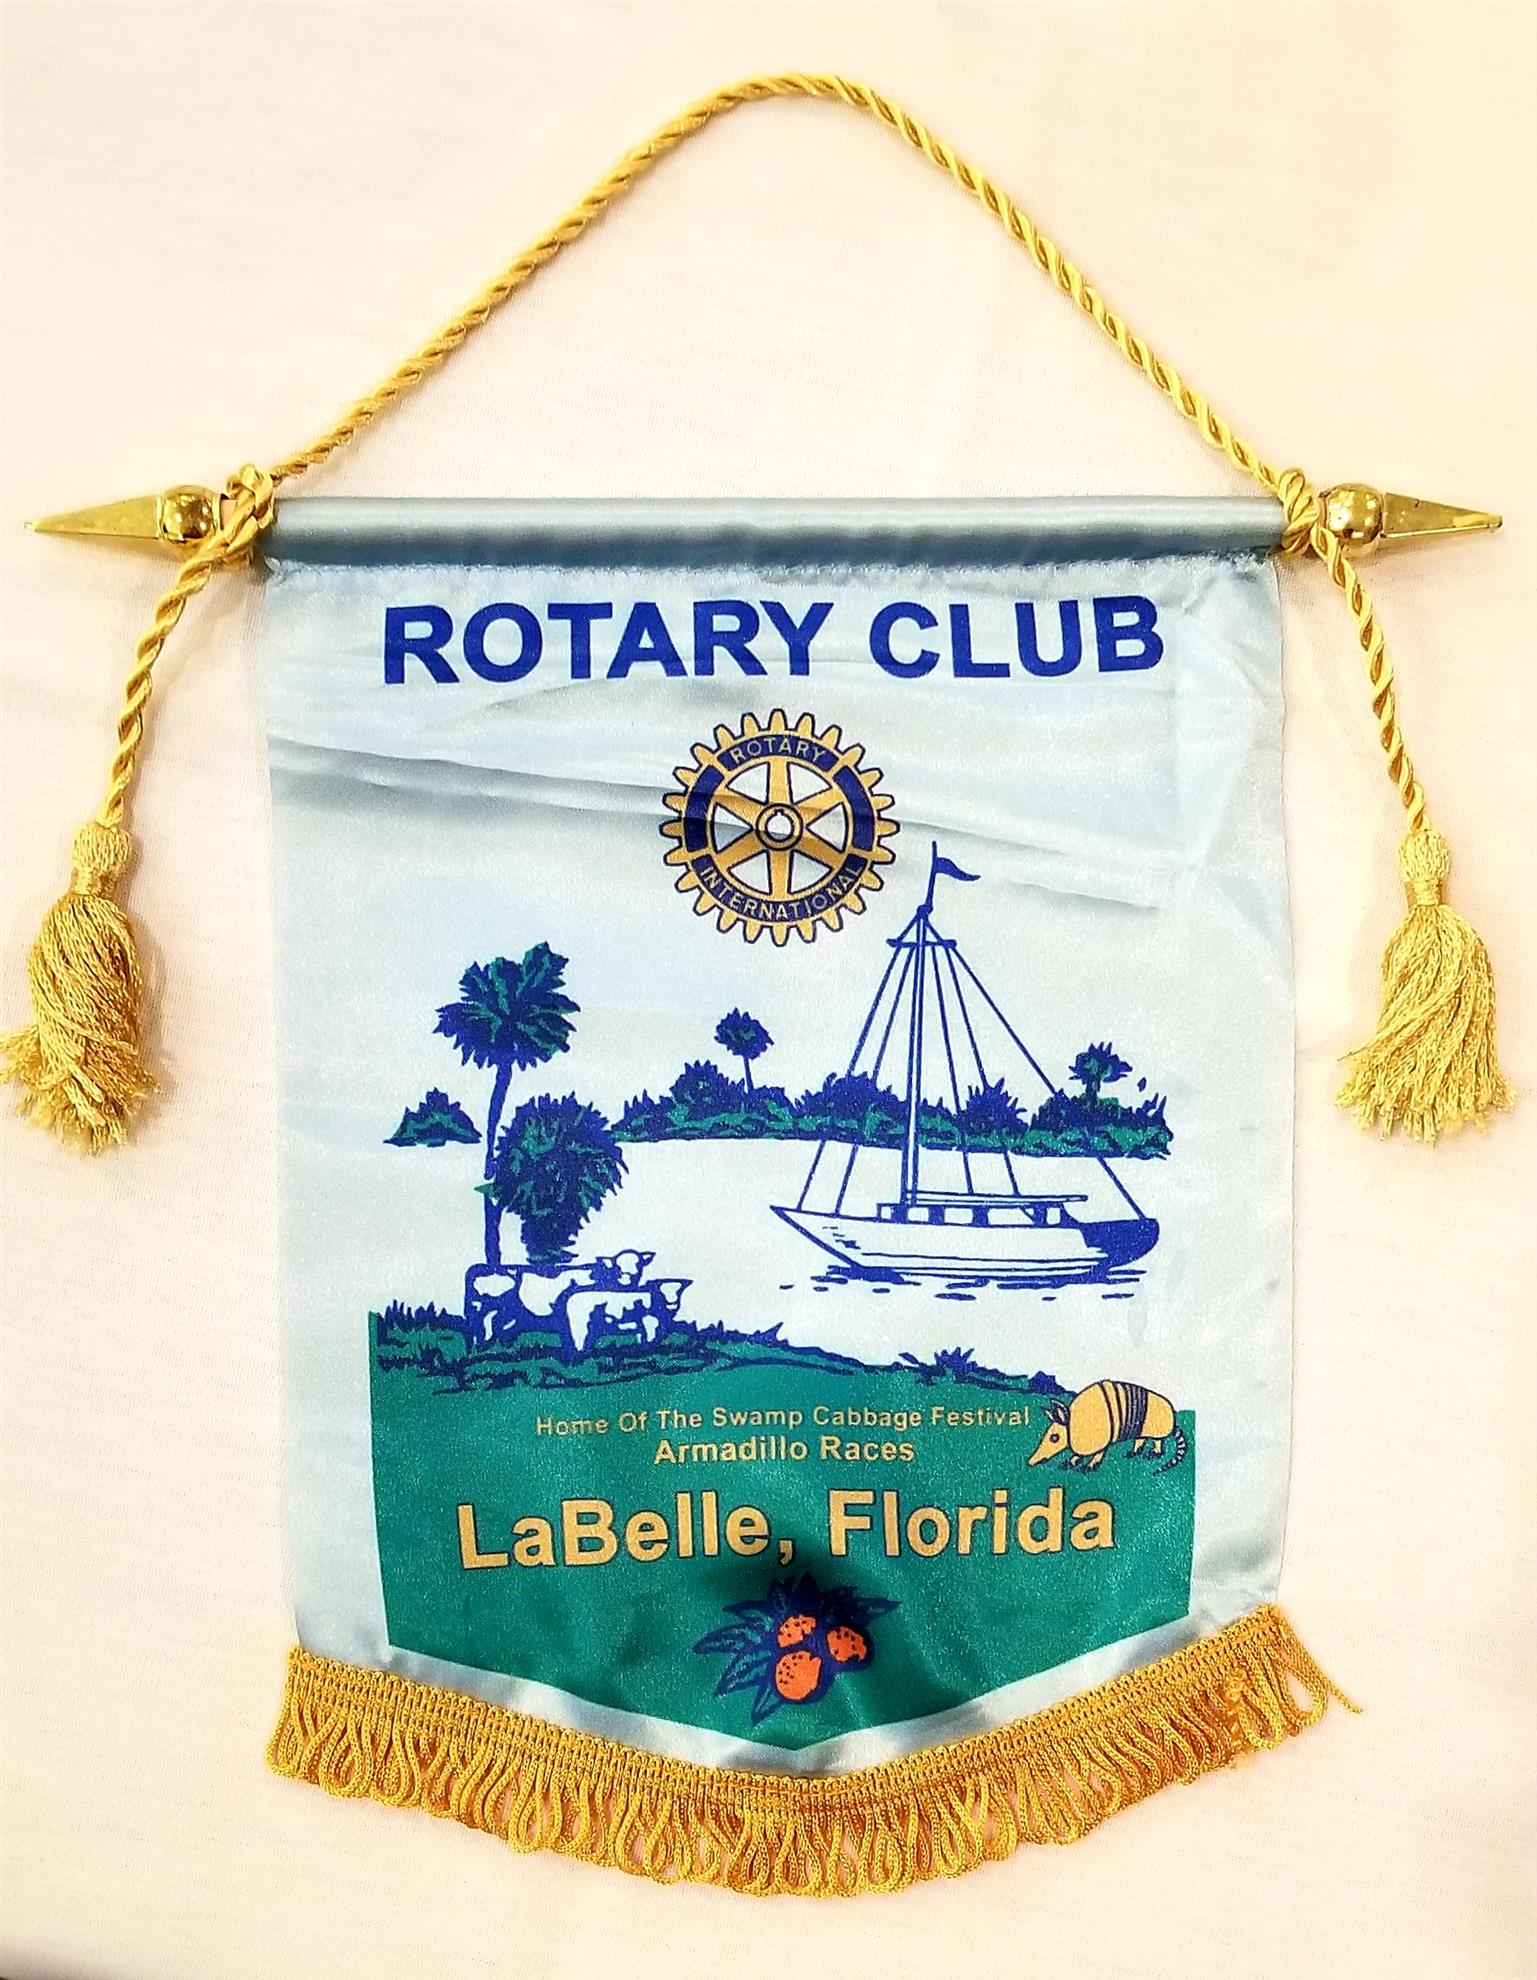 ROTARY CLUB
ROTARY
INTERNATIONAL
Home Of The Swamp Cabbage Festival
Armadillo Races
LaBelle, Florida